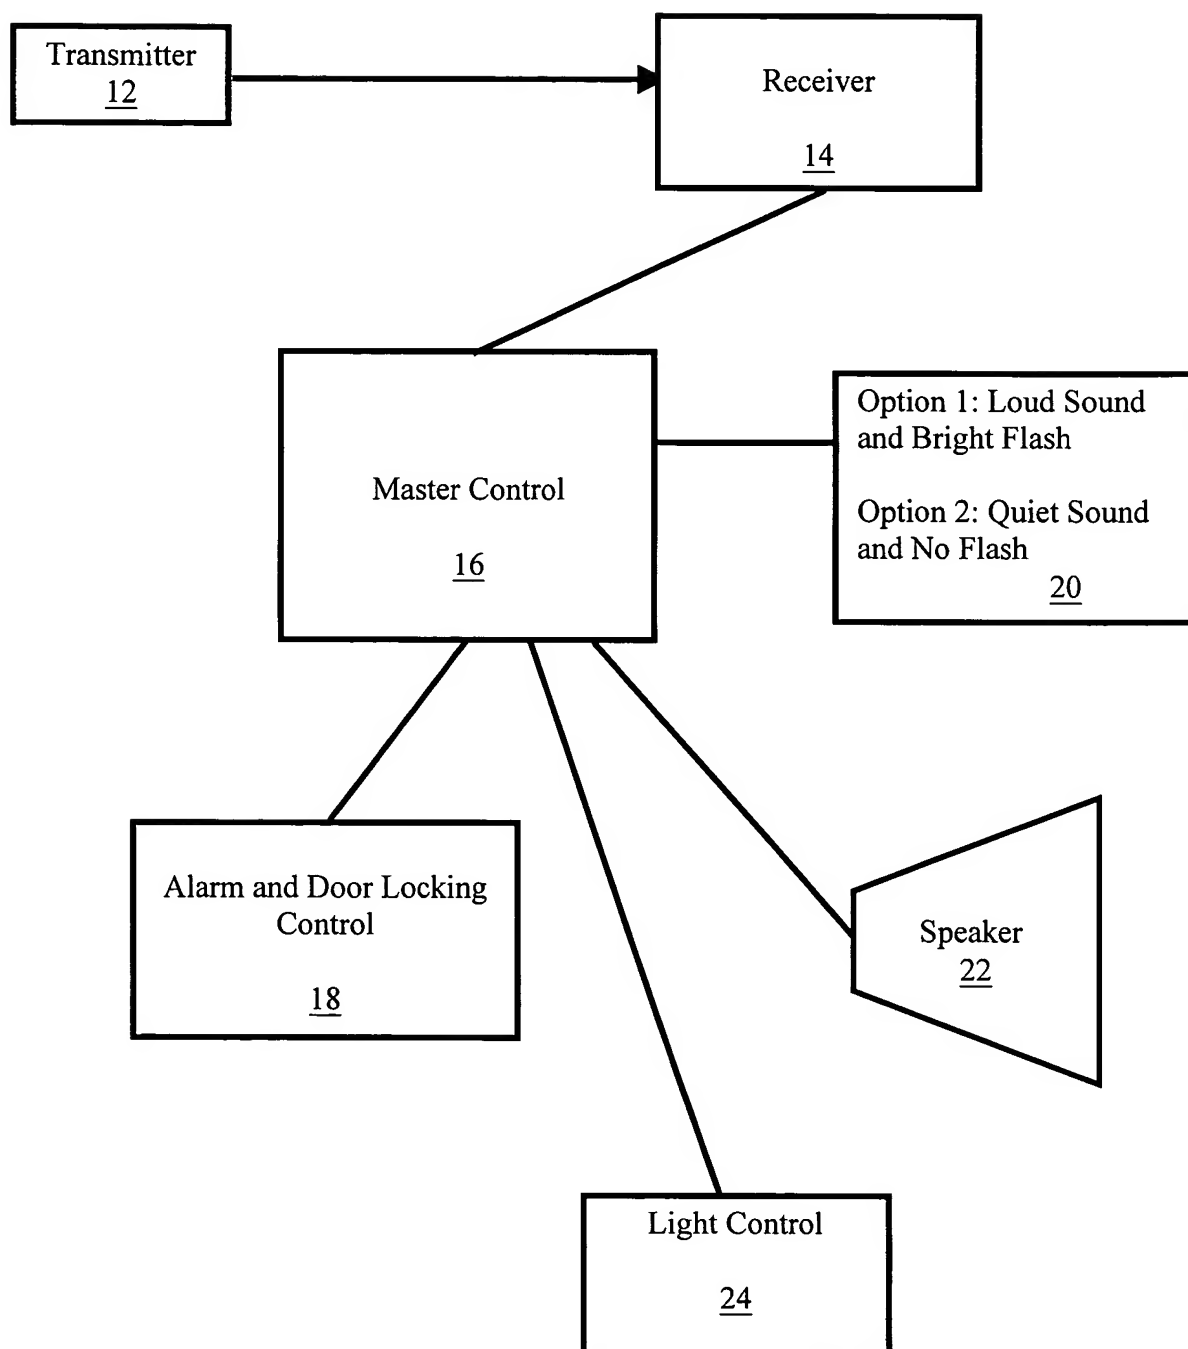 Transmitter
12
Receiver
14
Master Control
16
Option 1: Loud Sound
and Bright Flash
Option 2: Quiet Sound
and No Flash
20
Alarm and Door Locking
Control
18
Speaker
22
Light Control
24